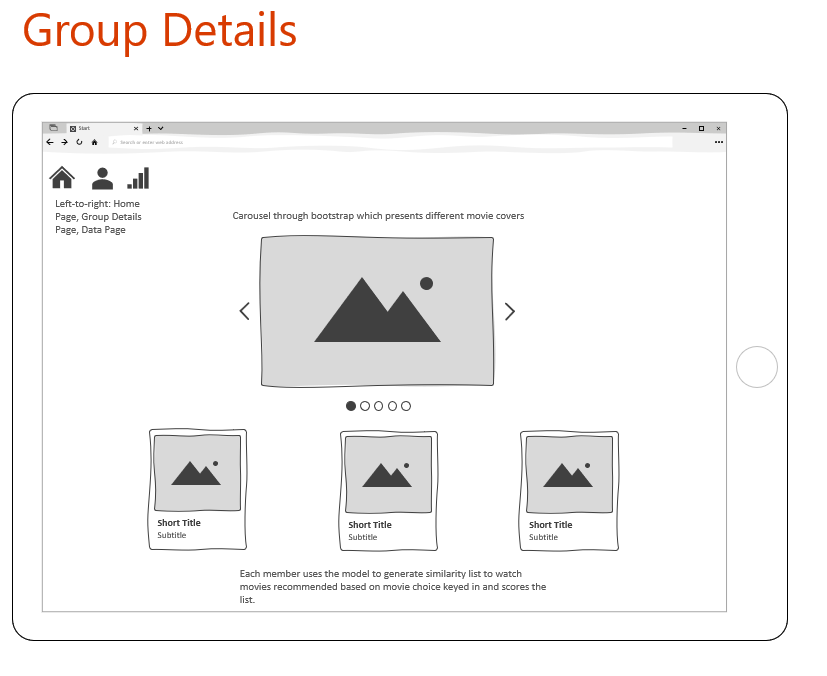 Group Details
Start
Search or enter web address
Left-to-right: Home
Page, Group Details
Page, Data Page
Carousel through bootstrap which presents different movie covers
Short Title
Subtitle
Short Title
Subtitle
Short Title
Subtitle
Each member uses the model to generate similarity list to watch
movies recommended based on movie choice keyed in and scores the
list.